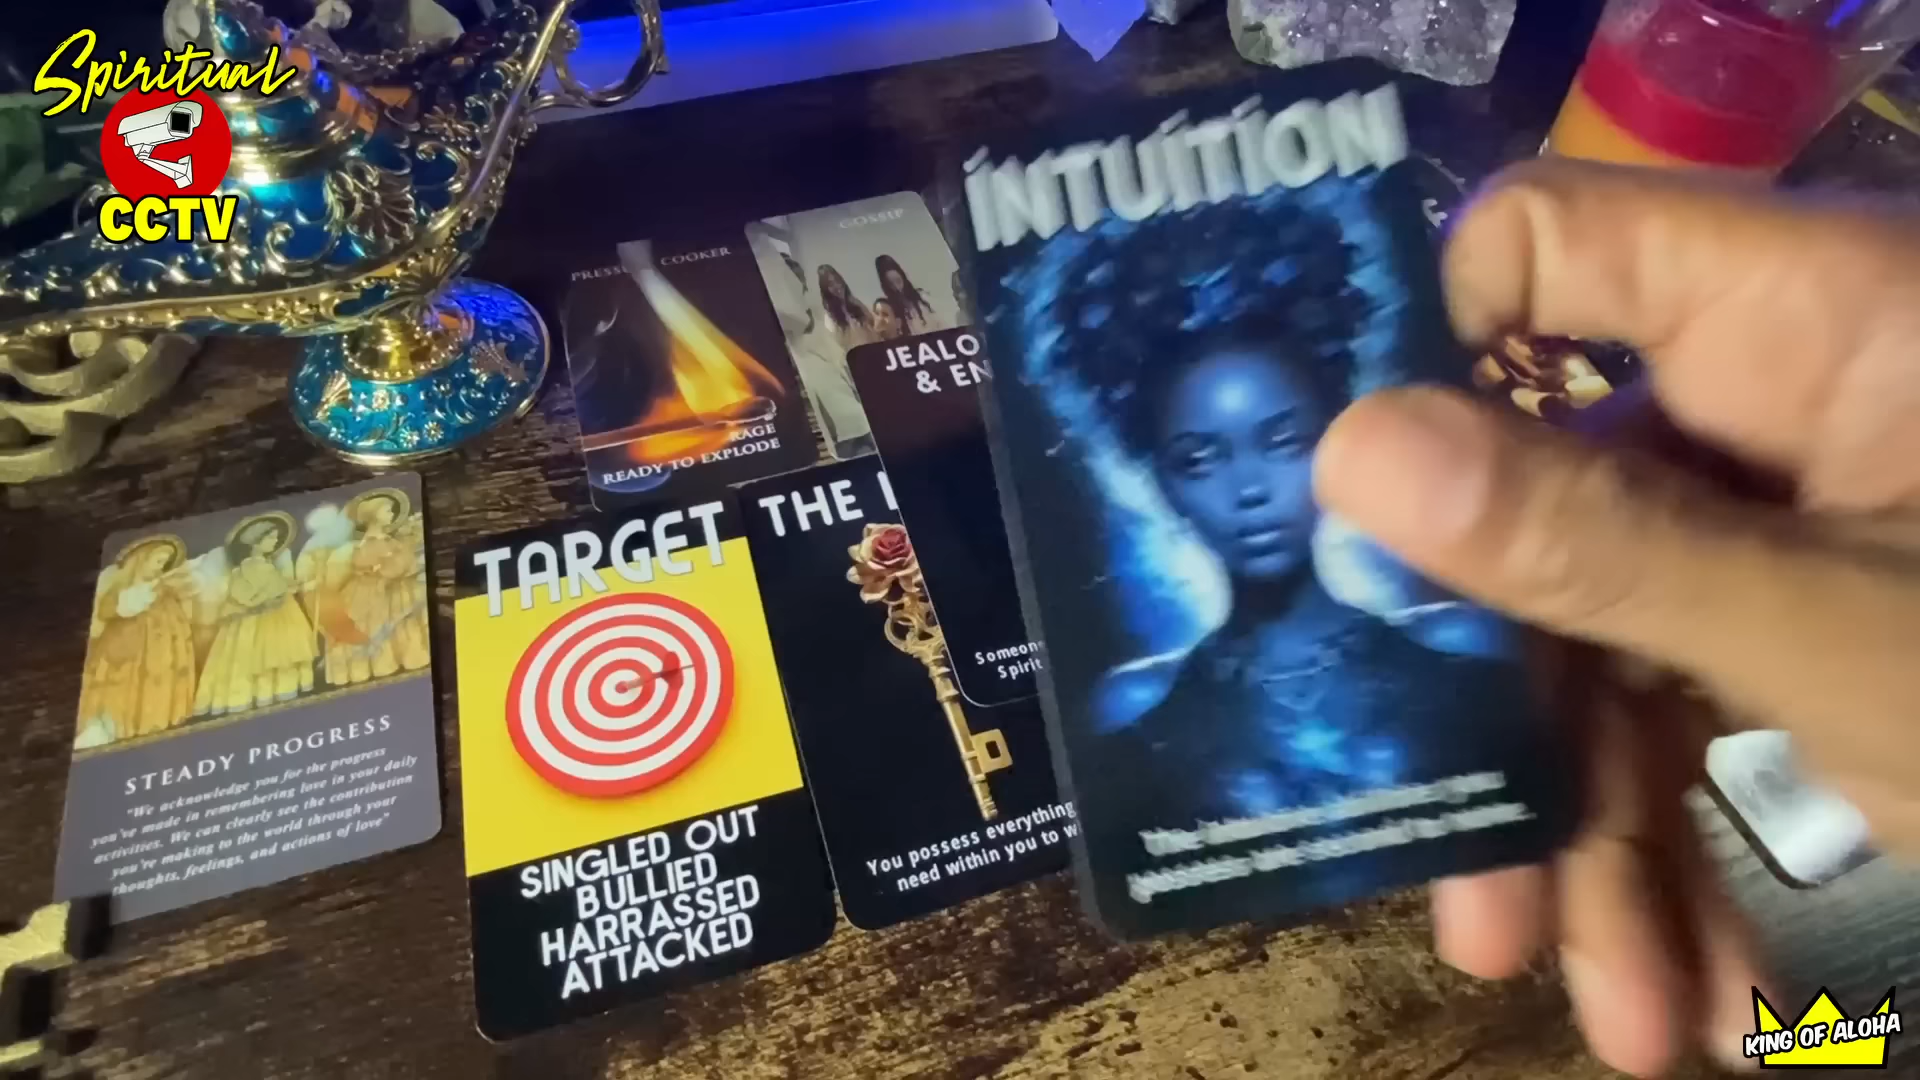 Spiritual
CCTV
INTUITION
GOSSIP
PRESS COOKER
RAGE
READY TO EXPLODE
JEALO
& EN
TARGET
THE
SINGLED OUT
BULLIED
HARRASSED
ATTACKED
Someon
Spirit
You possess everything
need within you to w
STEADY PROGRESS
"We acknowledge you for the progress
you've made in remembering love in your daily
activities. We can clearly see the contribution
you're making to the world through your
thoughts, feelings, and actions of love"
KING OF ALOHA